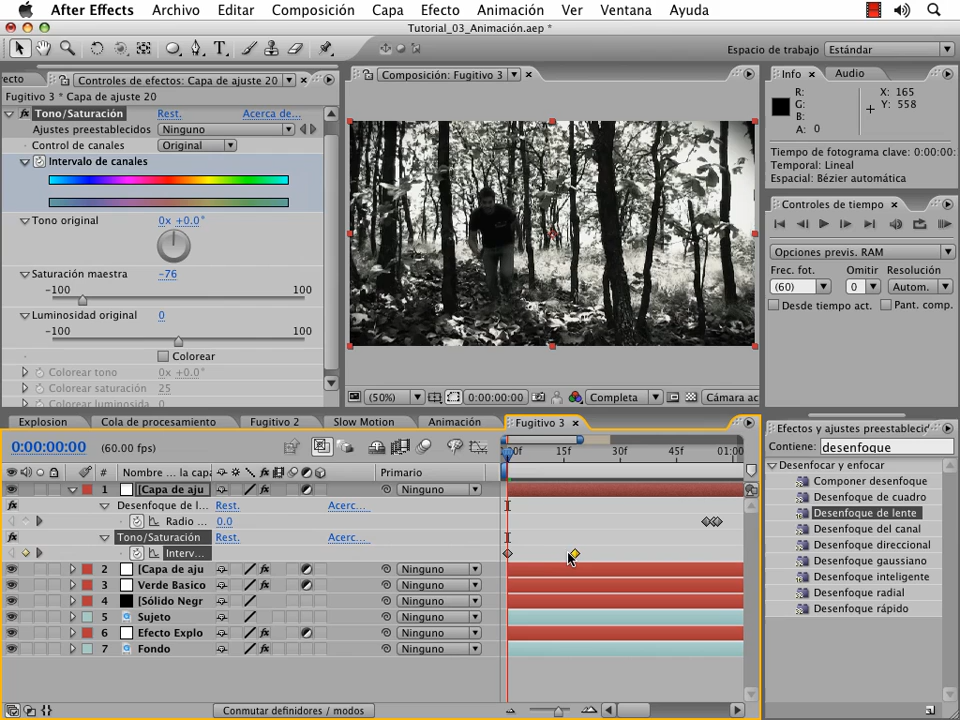 After Effects Archivo Editar Composición Capa Efecto Animación Ver Ventana Ayuda
Tutorial_03_Animación.aep *
Espacio de trabajo Estándar
ecto Controles de efectos: Capa de ajuste 20
Fugitivo 3 * Capa de ajuste 20
Tono/Saturación Rest. Acerca de...
Ajustes preestablecidos Ninguno
Control de canales Original
Intervalo de canales
Tono original 0x +0.0°
Saturación maestra -76
-100 100
Luminosidad original 0
-100 100
Colorear
Colorear tono 0x +0.0°
Colorear saturación 25
Colorear luminosida 0
Composición: Fugitivo 3
(50%) 0:00:00:00 Completa Cámara ac
Info Audio
R: X: 165
G: Y: 558
B:
A: 0
Tiempo de fotograma clave: 0:00:00:
Temporal: Lineal
Espacial: Bézier automática
Controles de tiempo
Opciones previs. RAM
Frec. fot. Omitir Resolución
(60) 0 Autom.
Desde tiempo act. Pant. comp.
Explosion Cola de procesamiento Fugitivo 2 Slow Motion Animación Fugitivo 3
0:00:00:00 (60.00 fps)
00f 15f 30f 45f 01:00
# Nombre ... la capa Primario
1 [Capa de aju Ninguno
Desenfoque de l... Rest. Acerc...
Radio ... 0.0
Tono/Saturación Rest. Acerc...
Interv...
2 [Capa de aju Ninguno
3 Verde Basico Ninguno
4 [Sólido Negr Ninguno
5 Sujeto Ninguno
6 Efecto Explo Ninguno
7 Fondo Ninguno
Conmutar definidores / modos
Efectos y ajustes preestableci
Contiene: desenfoque
Desenfocar y enfocar
Componer desenfoque
Desenfoque de cuadro
Desenfoque de lente
Desenfoque del canal
Desenfoque direccional
Desenfoque gaussiano
Desenfoque inteligente
Desenfoque radial
Desenfoque rápido